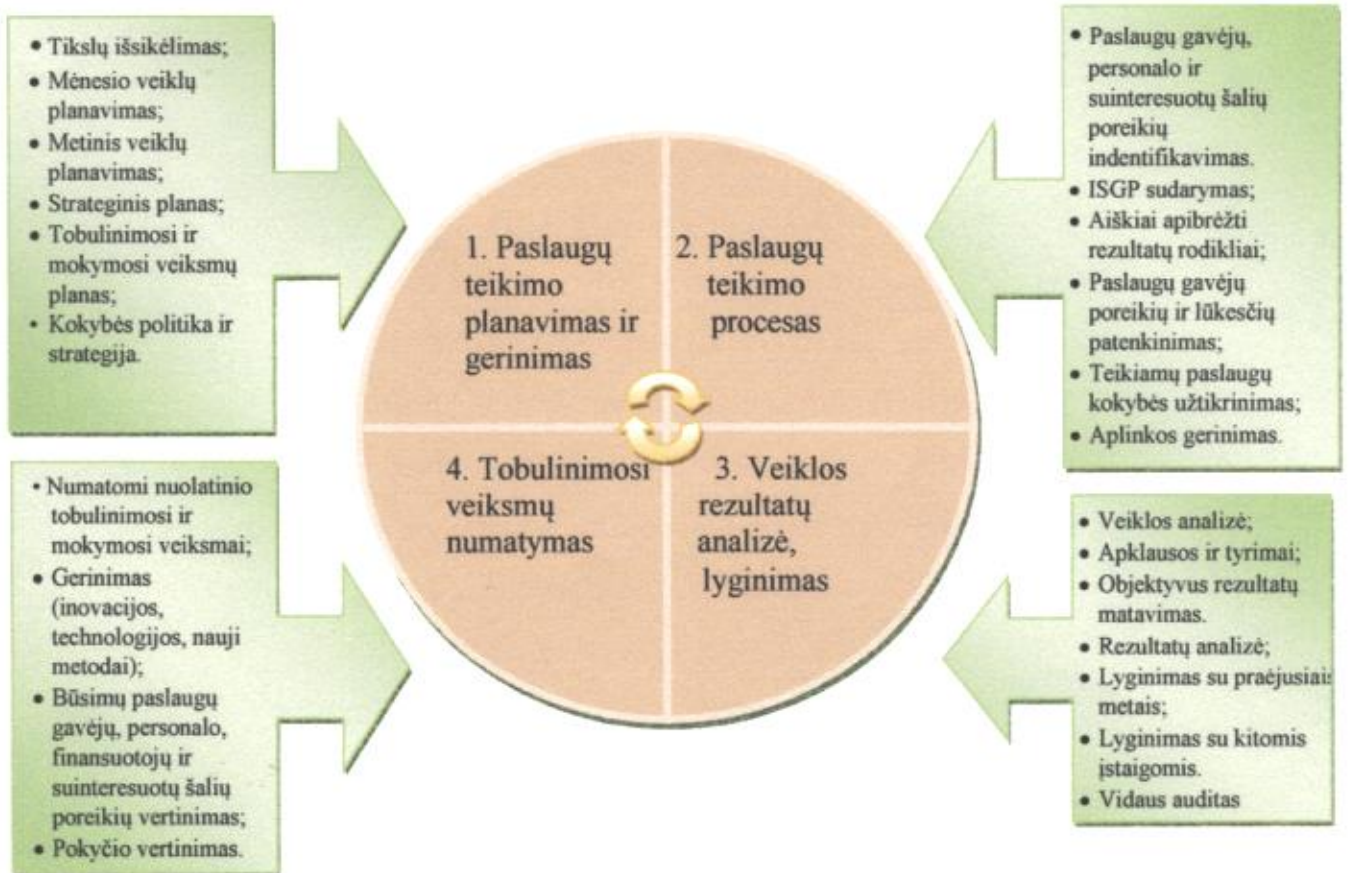 • Tikslų išsikėlimas;
• Mėnesio veiklų
planavimas;
• Metinis veiklų
planavimas;
• Strateginis planas;
• Tobulinimosi ir
mokymosi veiksmų
planas;
• Kokybės politika ir
strategija.
1. Paslaugų
teikimo
planavimas ir
gerinimas
2. Paslaugų
teikimo
procesas
• Paslaugų gavėjų,
personalo ir
suinteresuotų šalių
poreikių
indentifikavimas.
• ISGP sudarymas;
• Aiškiai apibrėžti
rezultatų rodikliai;
• Paslaugų gavėjų
poreikių ir lūkesčių
patenkinimas;
• Teikiamų paslaugų
kokybės užtikrinimas;
• Aplinkos gerinimas.
• Numatomi nuolatinio
tobulinimosi ir
mokymosi veiksmai;
• Gerinimas
(inovacijos,
technologijos, nauji
metodai);
• Būsimų paslaugų
gavėjų, personalo,
finansuotojų ir
suinteresuotų šalių
poreikių vertinimas;
• Pokyčio vertinimas.
4. Tobulinimosi
veiksmų
numatymas
3. Veiklos
rezultatų
analizė,
lyginimas
• Veiklos analizė;
• Apklausos ir tyrimai;
• Objektyvus rezultatų
matavimas.
• Rezultatų analizė;
• Lyginimas su praėjusiais
metais;
• Lyginimas su kitomis
įstaigomis.
• Vidaus auditas